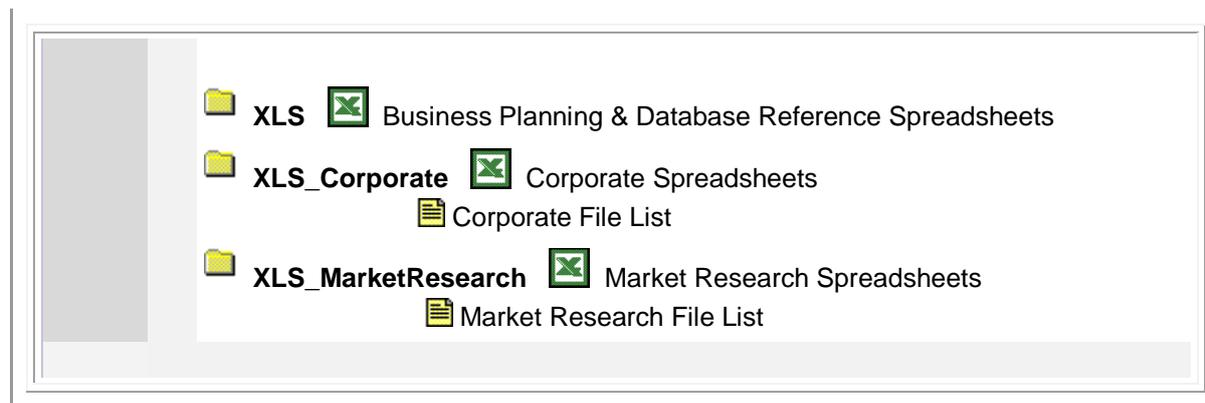 XLS Business Planning & Database Reference Spreadsheets
XLS_Corporate Corporate Spreadsheets
Corporate File List
XLS_MarketResearch Market Research Spreadsheets
Market Research File List